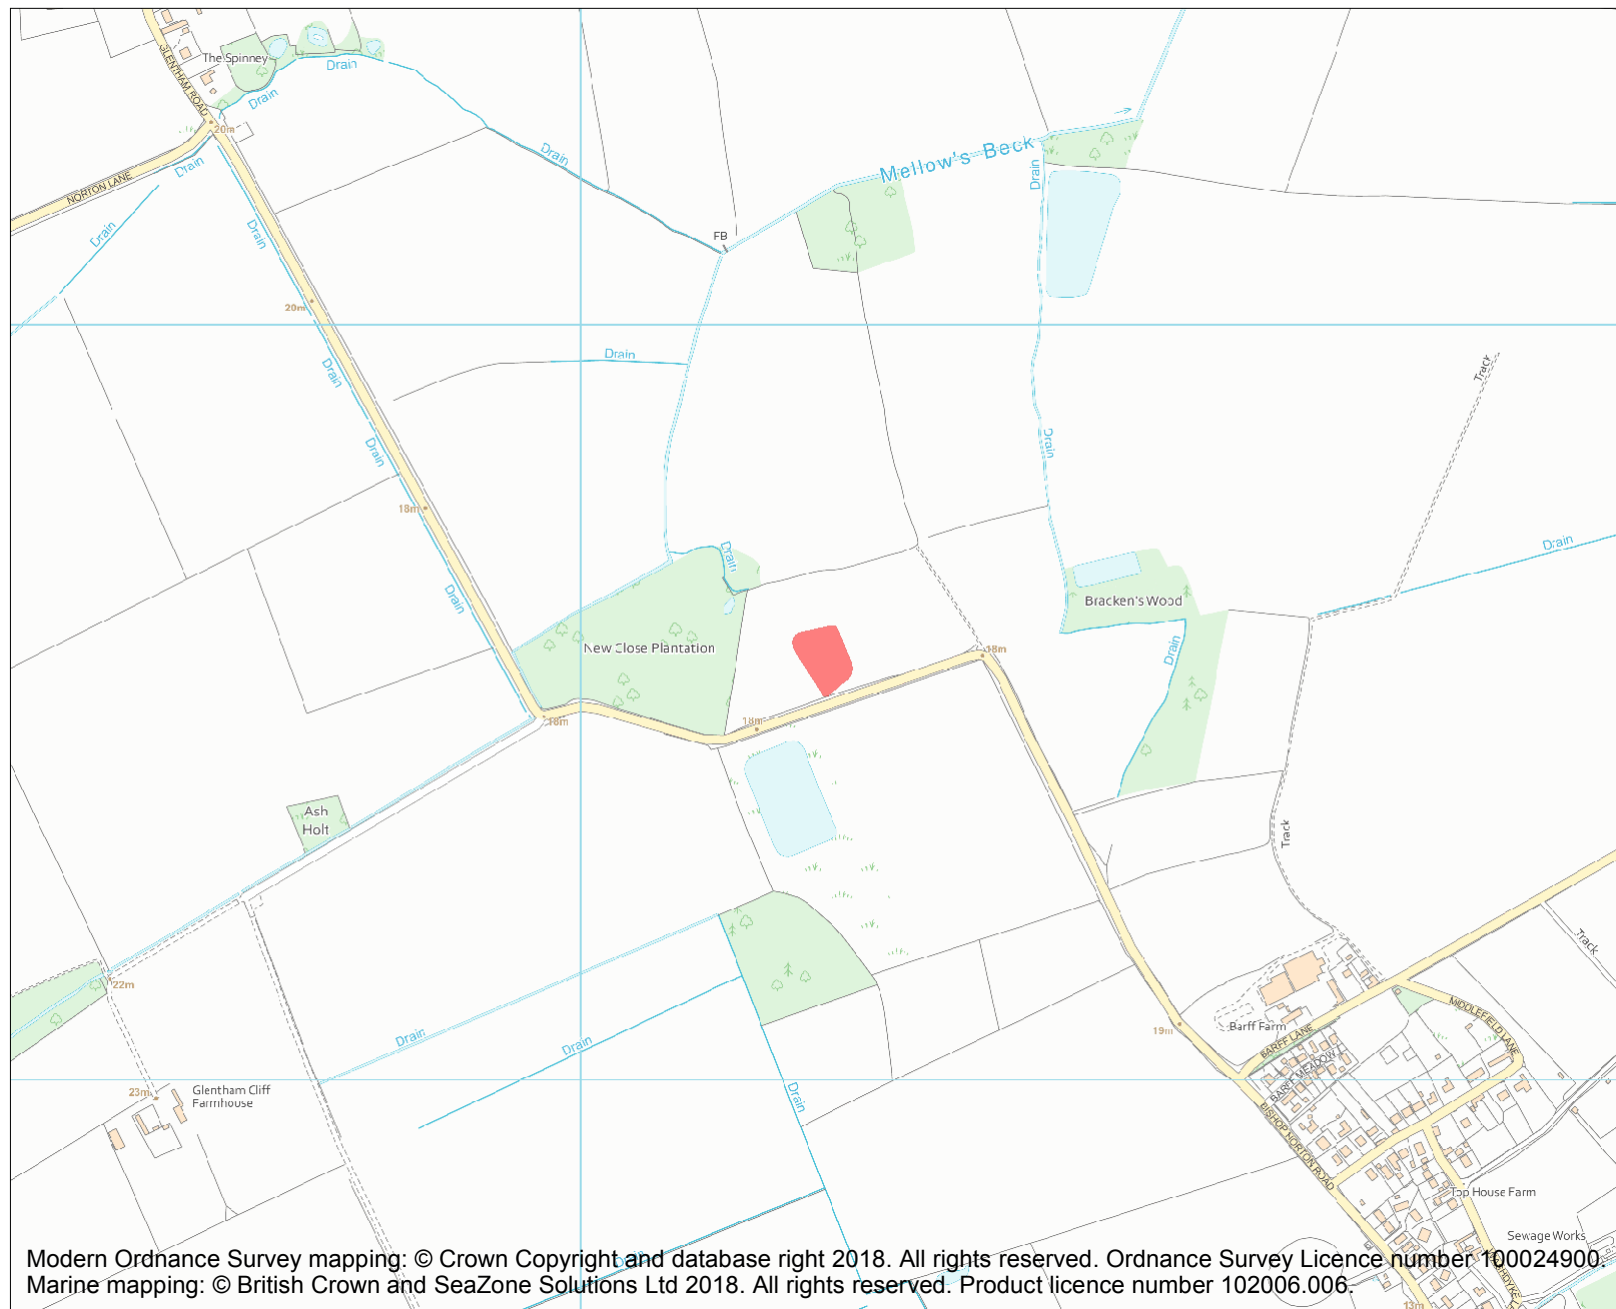 The Spinney
GLENTHAM ROAD
Drain
Drain
20m
Drain
NORTON LANE
Drain
Drain
Drain
Mellow's Beck
Drain
FB
20m
Drain
Drain
Track
Drain
Drain
18m
Drain
Drain
Drain
Bracken's Wood
New Close Plantation
18m
Drain
18m
18m
Ash
Holt
Track
Track
22m
Drain
Drain
Barff Farm
19m
BARFF LANE
MIDDLEFIELD LANE
BARFF MEADOW
23m
Glentham Cliff
Farmhouse
Drain
BISHOP NORTON ROAD
Top House Farm
Sewage Works
Drain
13m
Modern Ordnance Survey mapping: © Crown Copyright and database right 2018. All rights reserved. Ordnance Survey Licence number 100024900.
Marine mapping: © British Crown and SeaZone Solutions Ltd 2018. All rights reserved. Product licence number 102006.006.